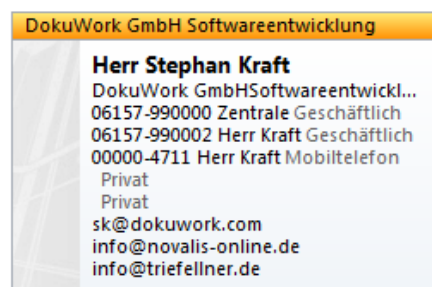 DokuWork GmbH Softwareentwicklung
Herr Stephan Kraft
DokuWork GmbHSoftwareentwickl...
06157-990000 Zentrale Geschäftlich
06157-990002 Herr Kraft Geschäftlich
00000-4711 Herr Kraft Mobiltelefon
Privat
Privat
sk@dokuwork.com
info@novalis-online.de
info@triefellner.de